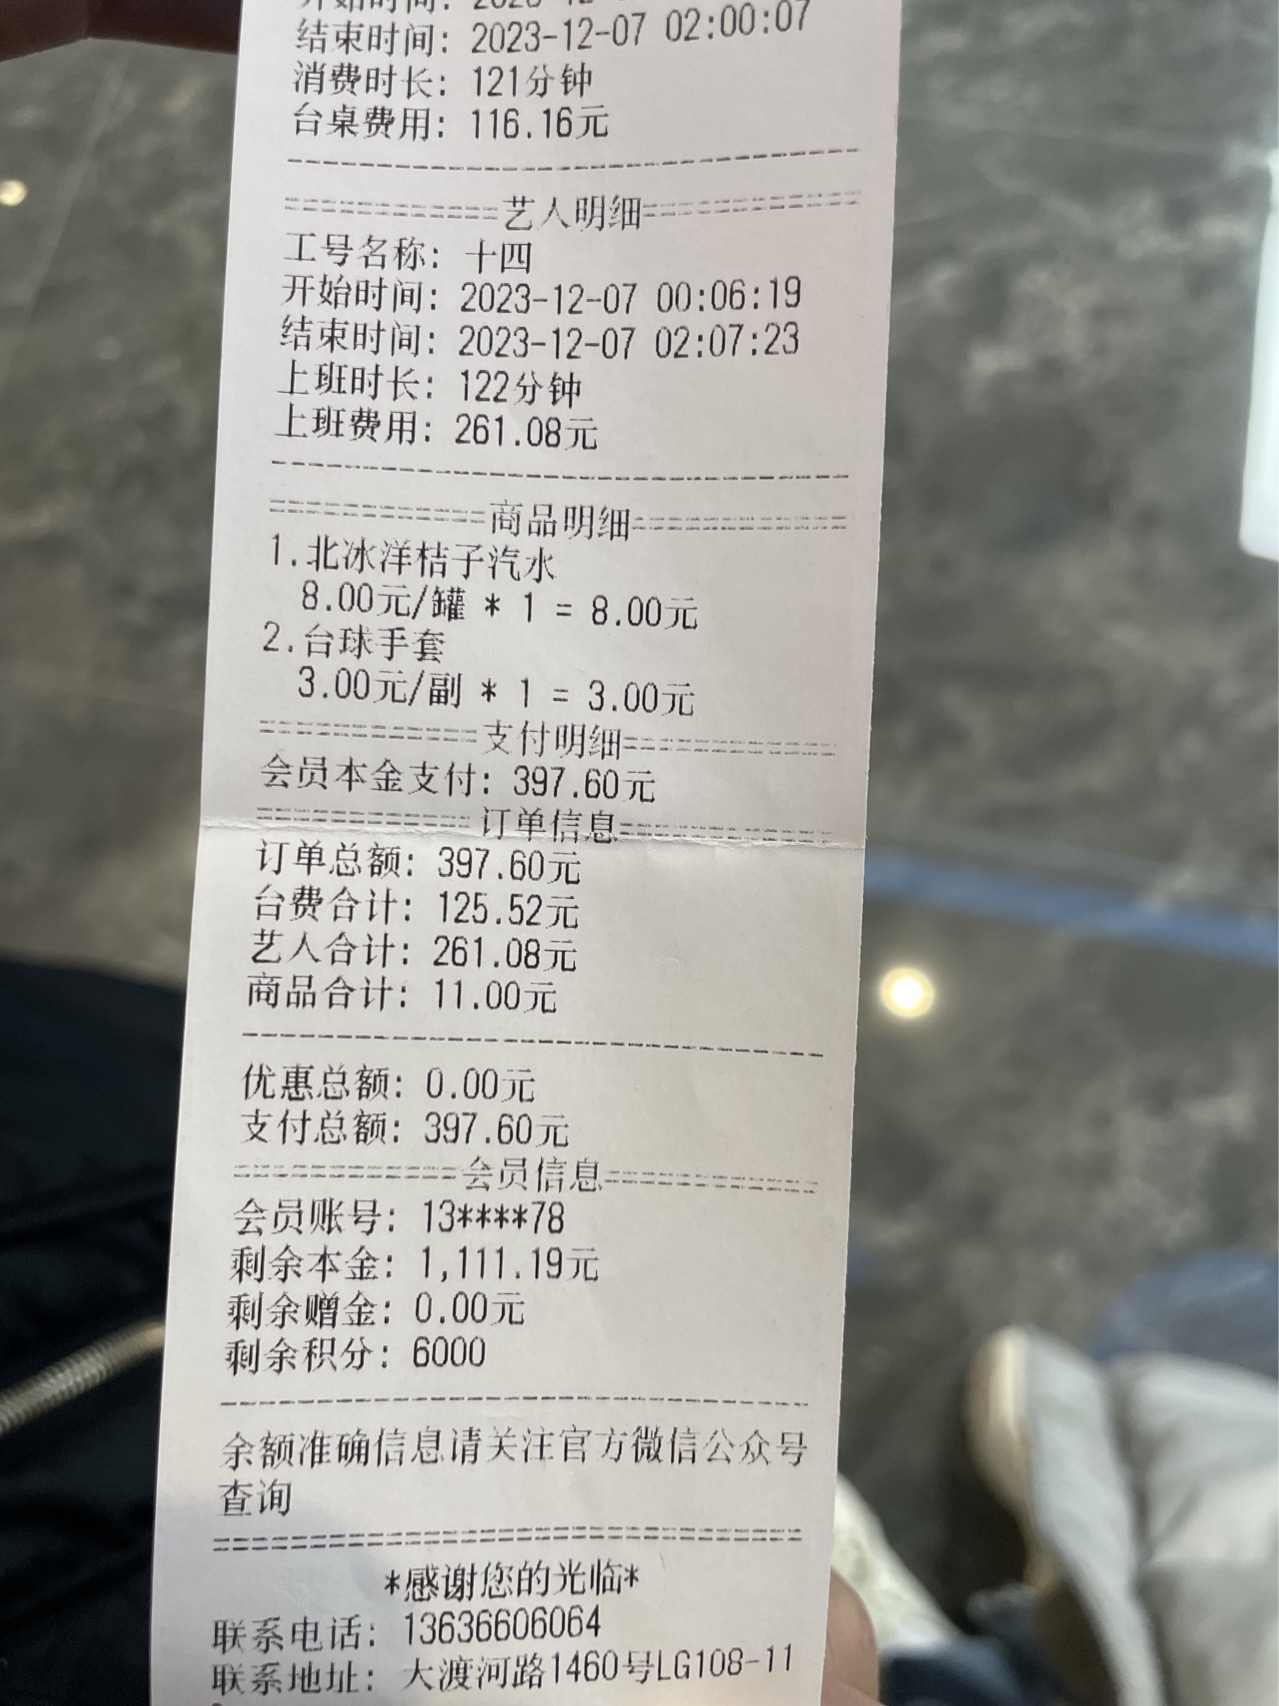 开始时间: 2023-12-0
结束时间: 2023-12-07 02:00:07
消费时长: 121分钟
台桌费用: 116.16元
艺人明细
工号名称: 十四
开始时间: 2023-12-07 00:06:19
结束时间: 2023-12-07 02:07:23
上班时长: 122分钟
上班费用: 261.08元
商品明细
1.北冰洋桔子汽水
8.00元/罐 * 1 = 8.00元
2.台球手套
3.00元/副 * 1 = 3.00元
支付明细
会员本金支付: 397.60元
订单信息
订单总额: 397.60元
台费合计: 125.52元
艺人合计: 261.08元
商品合计: 11.00元
优惠总额: 0.00元
支付总额: 397.60元
会员信息
会员账号: 13****78
剩余本金: 1,111.19元
剩余赠金: 0.00元
剩余积分: 6000
余额准确信息请关注官方微信公众号
查询
*感谢您的光临*
联系电话: 13636606064
联系地址: 大渡河路1460号LG108-11